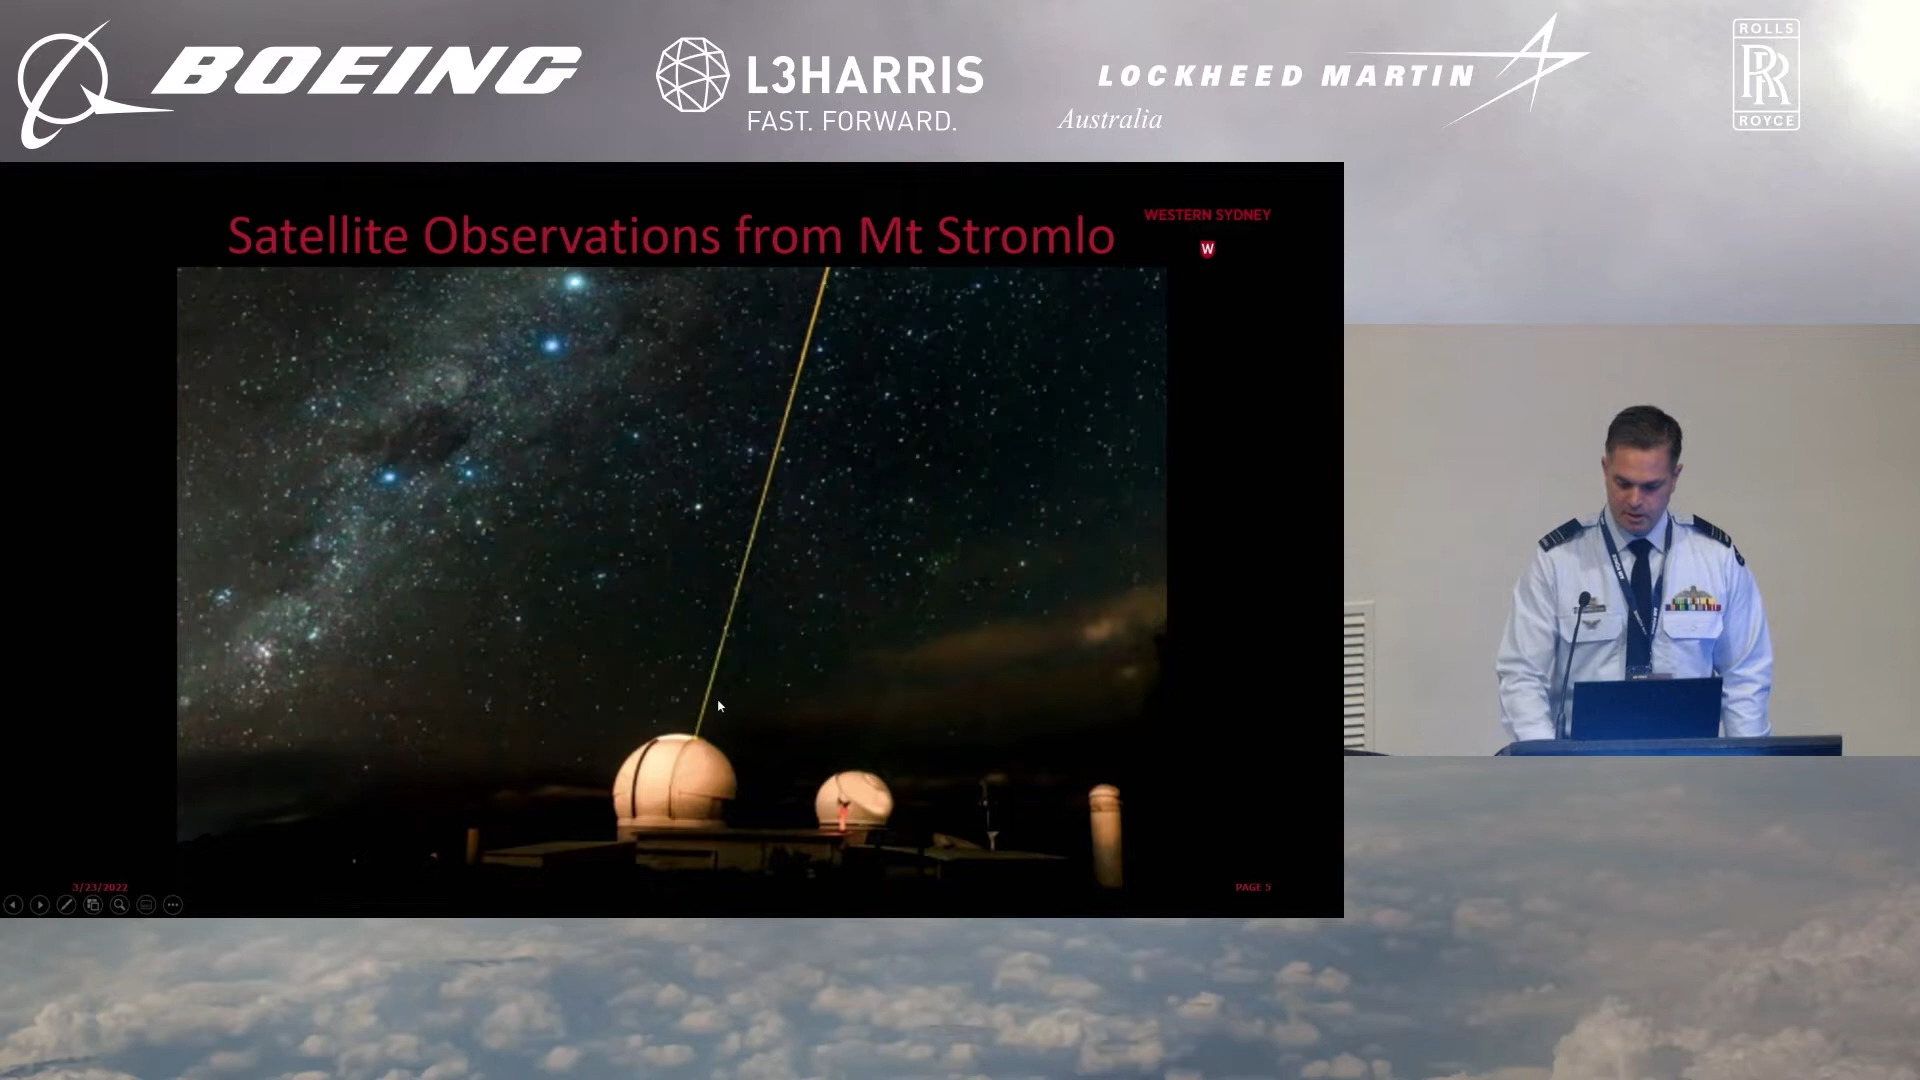 BOEING
L3HARRIS
FAST. FORWARD.
LOCKHEED MARTIN
Australia
ROLLS
RR
ROYCE
Satellite Observations from Mt Stromlo
WESTERN SYDNEY
W
3/23/2022
PAGE 5